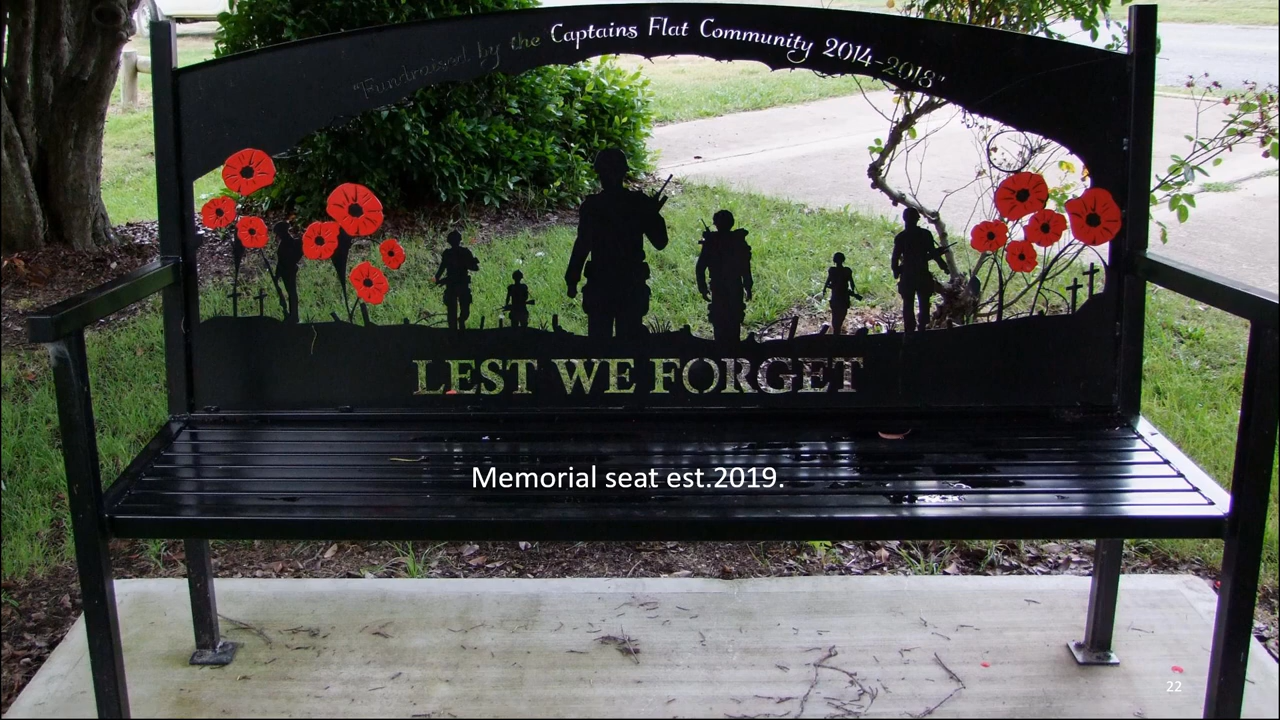 "Fundraised by the Captains Flat Community 2014-2018"
LEST WE FORGET
Memorial seat est.2019.
22